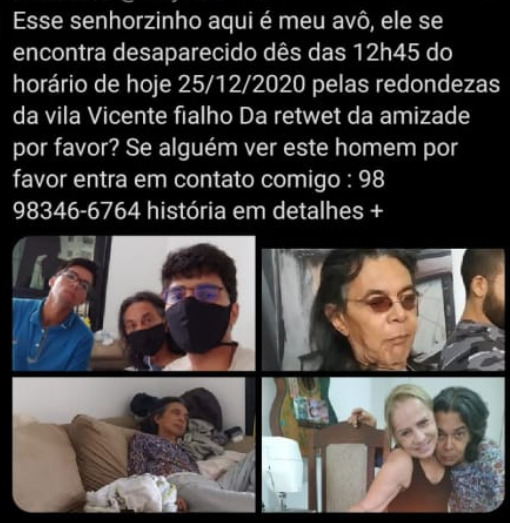 Esse senhorzinho aqui é meu avô, ele se
encontra desaparecido dês das 12h45 do
horário de hoje 25/12/2020 pelas redondezas
da vila Vicente fialho Da retwet da amizade
por favor? Se alguém ver este homem por
favor entra em contato comigo : 98
98346-6764 história em detalhes +